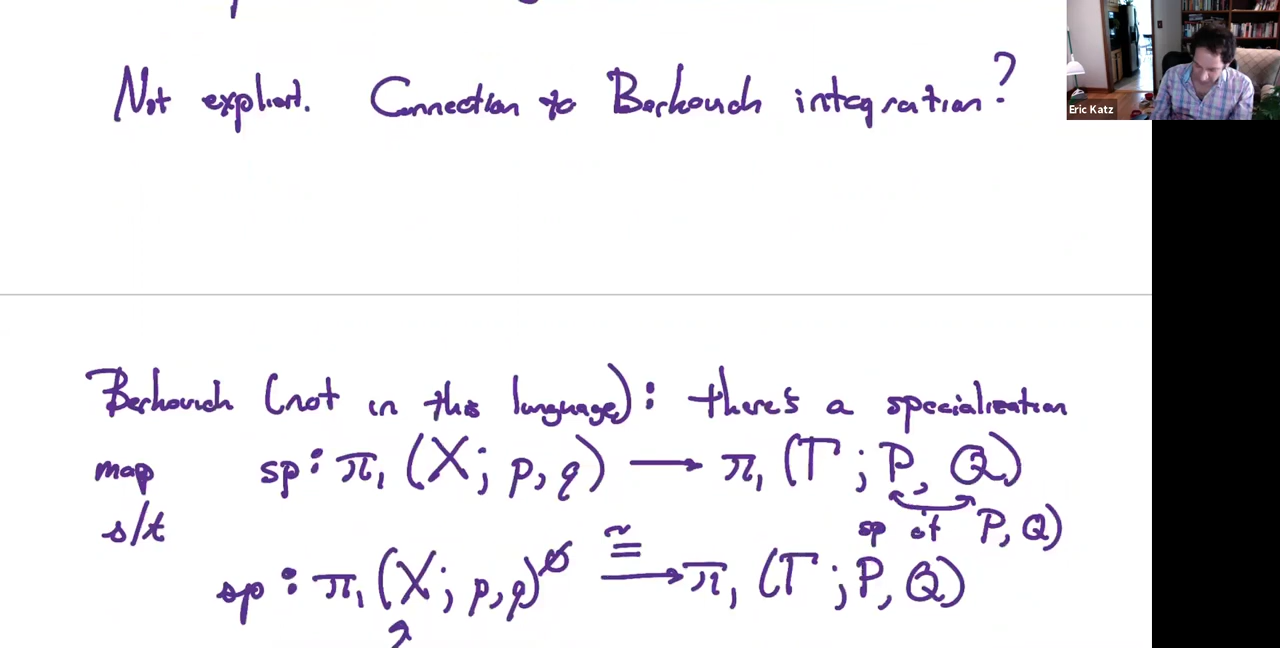 Not explicit. Connection to Berkovich integration?
Eric Katz
Berkovich (not in this language): there's a specialization
map sp: π₁(X; p, q) → π₁(Γ; P, Q)
s/t sp of P, Q)
sp: π₁(X; p, q)^φ ≅→ π₁(Γ; P, Q)